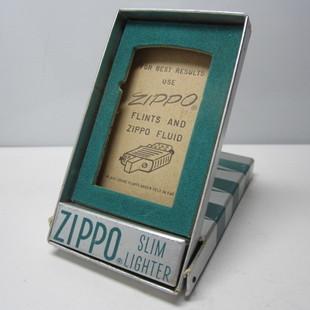 FOR BEST RESULTS
USE
ZIPPO®
FLINTS AND
ZIPPO FLUID
ZIPPO®
SLIM
LIGHTER